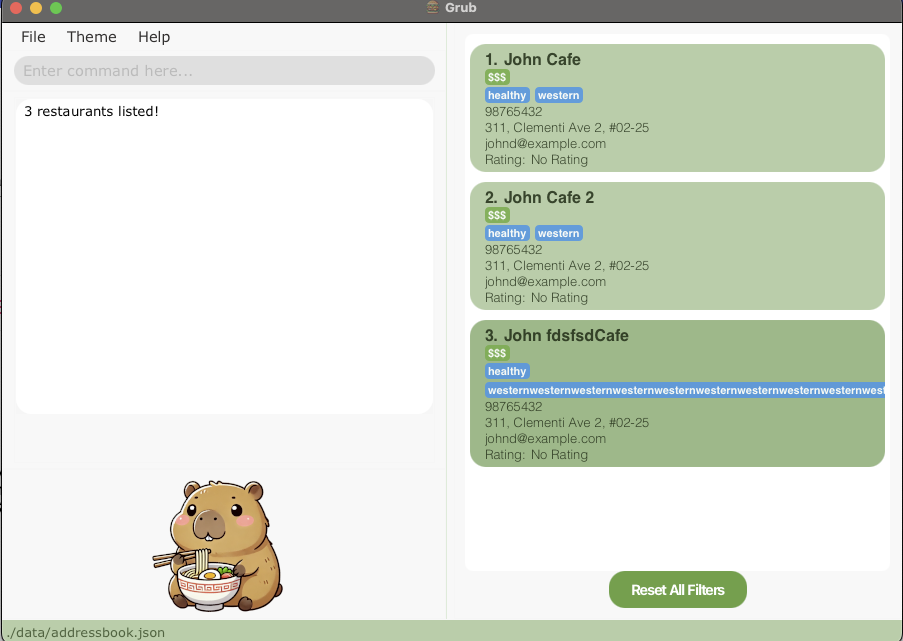 Grub
File Theme Help
Enter command here...
3 restaurants listed!
1. John Cafe
$$$
healthy western
98765432
311, Clementi Ave 2, #02-25
johnd@example.com
Rating: No Rating
2. John Cafe 2
$$$
healthy western
98765432
311, Clementi Ave 2, #02-25
johnd@example.com
Rating: No Rating
3. John fdsfsdCafe
$$$
healthy
westernwesternwesternwesternwesternwesternwesternwesternwesternwest
98765432
311, Clementi Ave 2, #02-25
johnd@example.com
Rating: No Rating
Reset All Filters
./data/addressbook.json